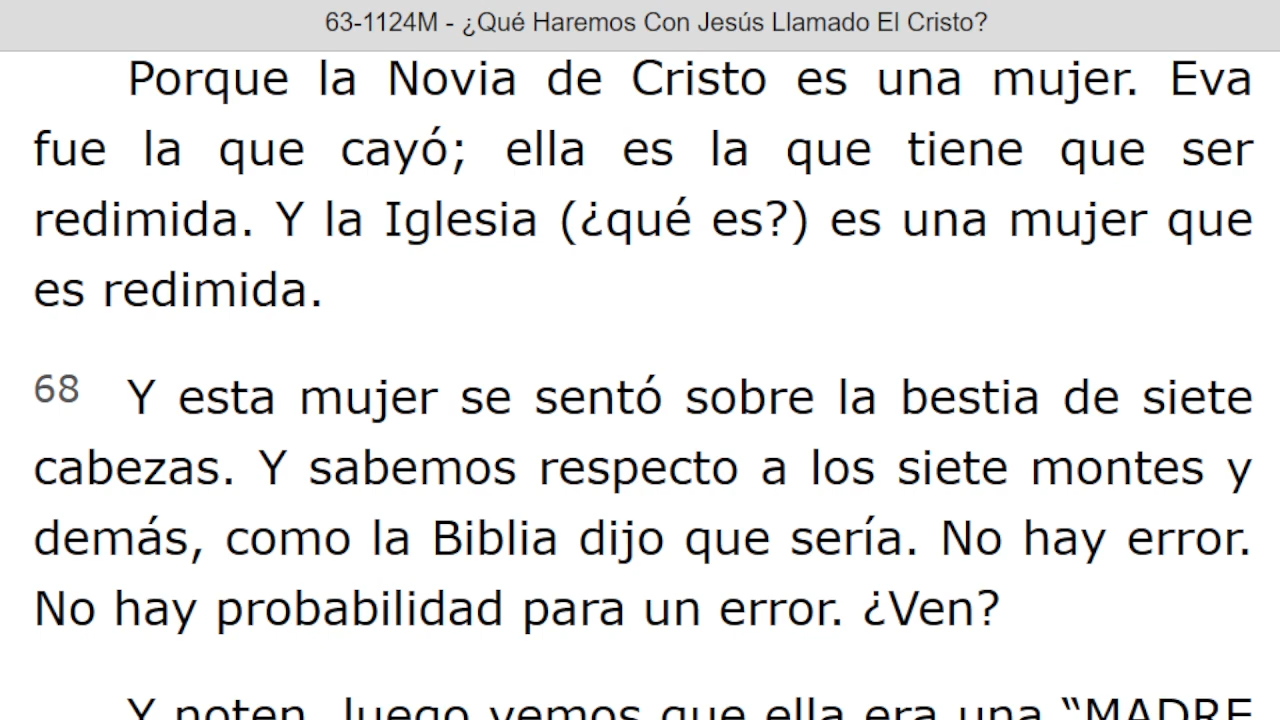 63-1124M - ¿Qué Haremos Con Jesús Llamado El Cristo?
Porque la Novia de Cristo es una mujer. Eva
fue la que cayó; ella es la que tiene que ser
redimida. Y la Iglesia (¿qué es?) es una mujer que
es redimida.
68 Y esta mujer se sentó sobre la bestia de siete
cabezas. Y sabemos respecto a los siete montes y
demás, como la Biblia dijo que sería. No hay error.
No hay probabilidad para un error. ¿Ven?
Y noten, luego vemos que ella era una “MADRE